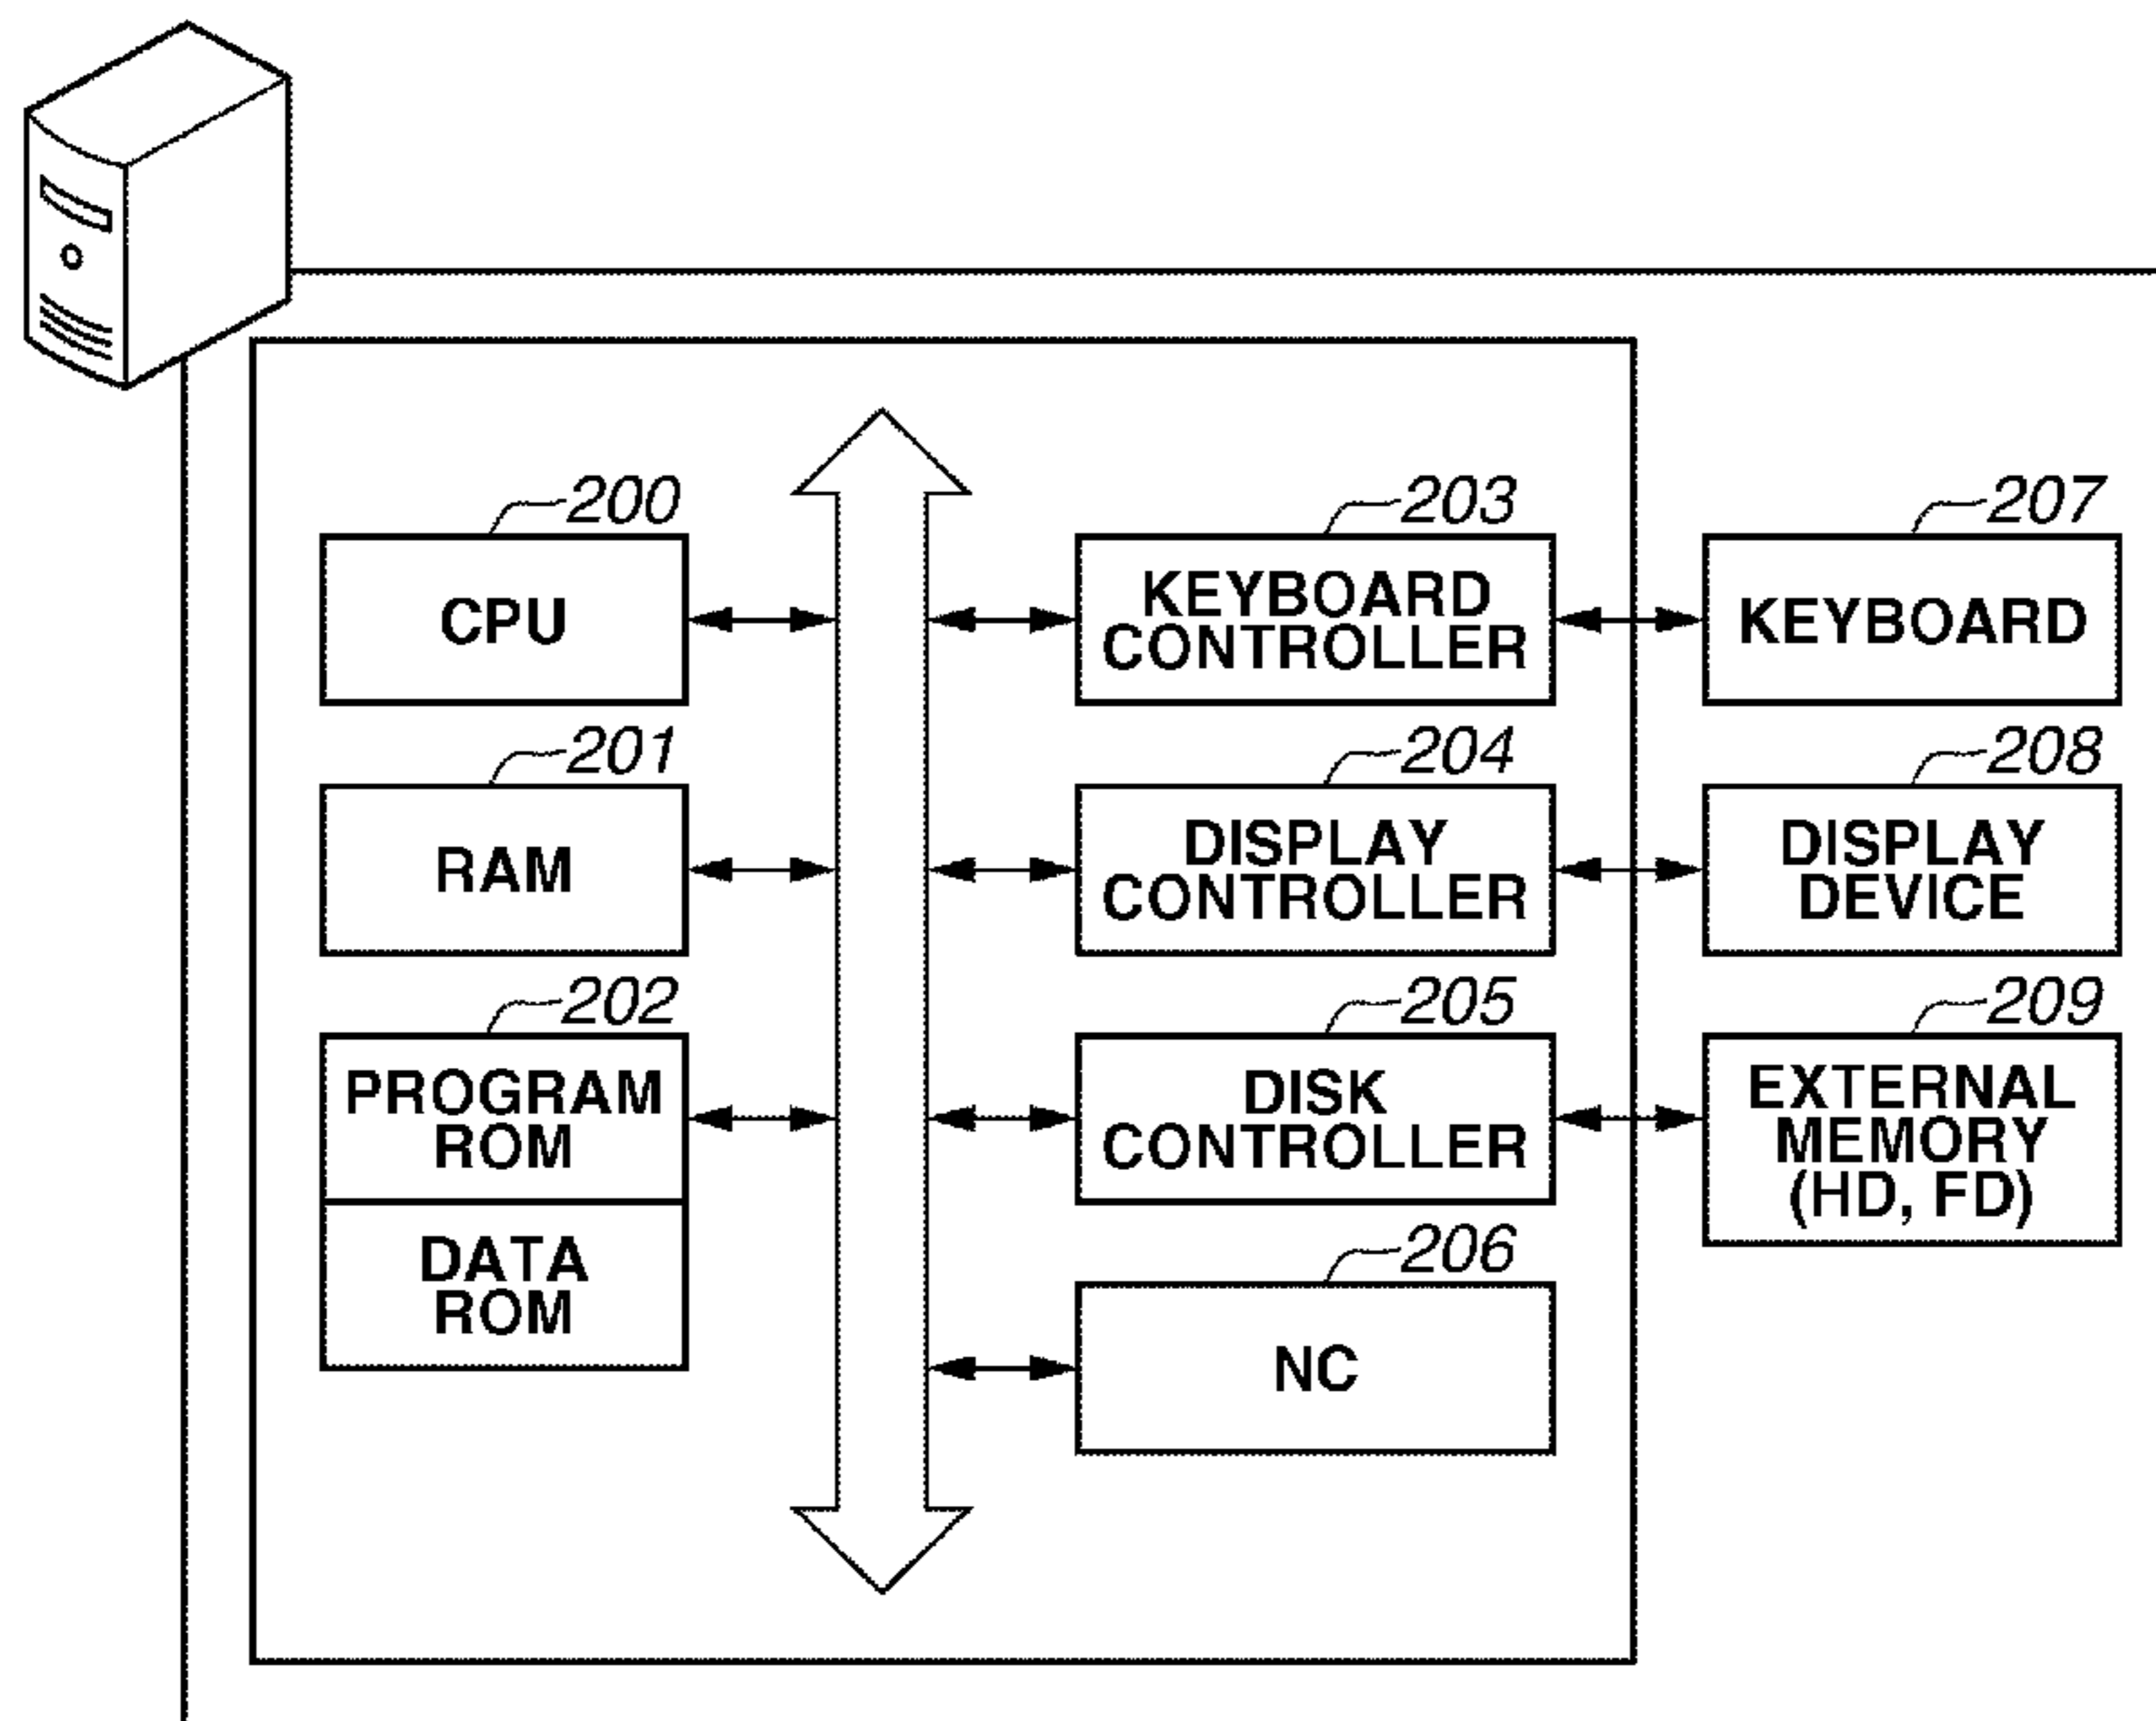 200
CPU
203
KEYBOARD
CONTROLLER
207
KEYBOARD
201
RAM
204
DISPLAY
CONTROLLER
208
DISPLAY
DEVICE
202
PROGRAM
ROM
DATA
ROM
205
DISK
CONTROLLER
209
EXTERNAL
MEMORY
(HD, FD)
206
NC